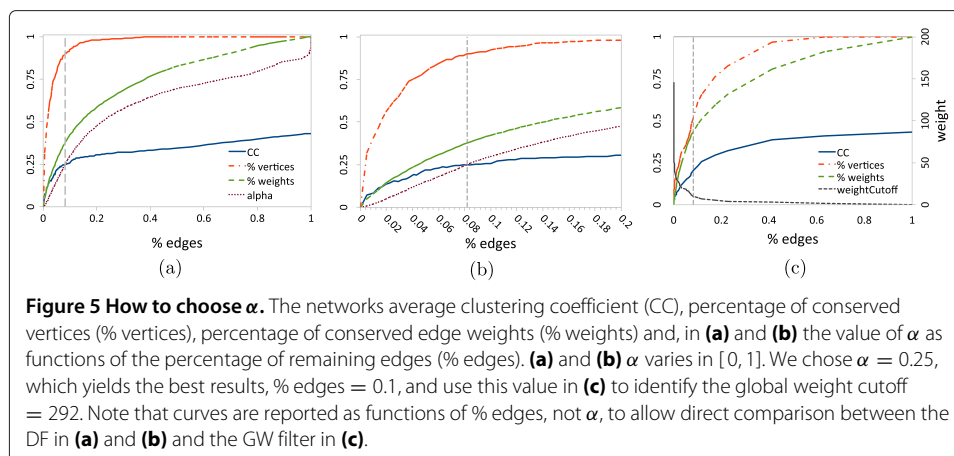 1
0.75
0.5
0.25
0
0
0.2
0.4
0.6
0.8
1
CC
% vertices
% weights
alpha
% edges
(a)
1
0.75
0.5
0.25
0
0
0.02
0.04
0.06
0.08
0.1
0.12
0.14
0.16
0.18
0.2
% edges
(b)
1
0.75
0.5
0.25
0
0
0.2
0.4
0.6
0.8
1
200
150
100
50
0
weight
CC
% vertices
% weights
weightCutoff
% edges
(c)
Figure 5 How to choose α. The networks average clustering coefficient (CC), percentage of conserved
vertices (% vertices), percentage of conserved edge weights (% weights) and, in (a) and (b) the value of α as
functions of the percentage of remaining edges (% edges). (a) and (b) α varies in [0, 1]. We chose α = 0.25,
which yields the best results, % edges = 0.1, and use this value in (c) to identify the global weight cutoff
= 292. Note that curves are reported as functions of % edges, not α, to allow direct comparison between the
DF in (a) and (b) and the GW filter in (c).